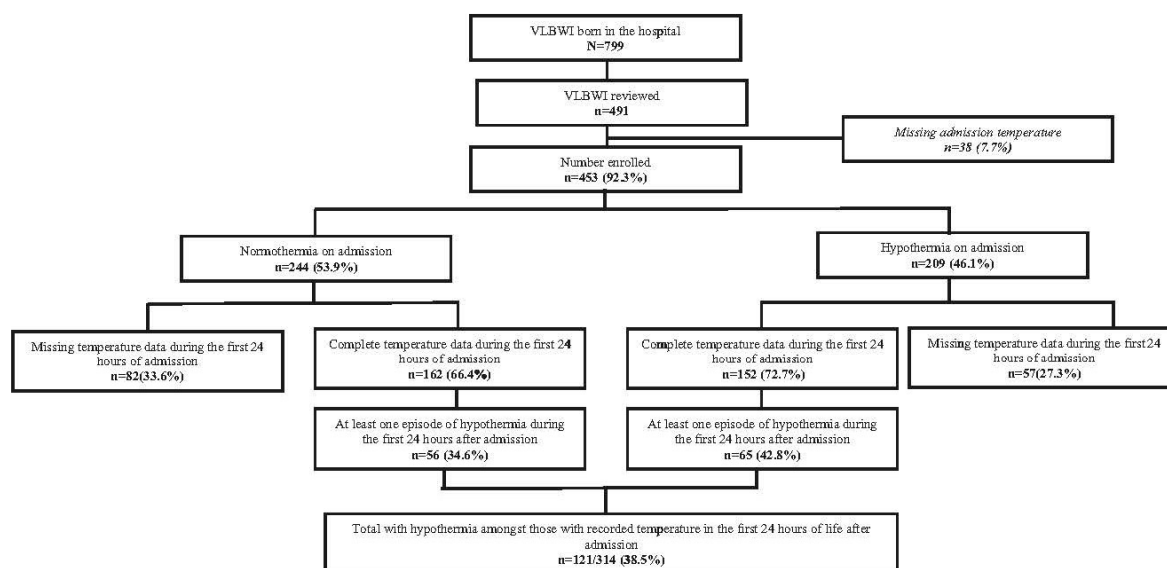 VLBWI born in the hospital
N=799
VLBWI reviewed
n=491
Missing admission temperature
n=38 (7.7%)
Number enrolled
n=453 (92.3%)
Normothermia on admission
n=244 (53.9%)
Hypothermia on admission
n=209 (46.1%)
Missing temperature data during the first 24
hours of admission
n=82(33.6%)
Complete temperature data during the first 24
hours of admission
n=162 (66.4%)
Complete temperature data during the first 24
hours of admission
n=152 (72.7%)
Missing temperature data during the first 24
hours of admission
n=57(27.3%)
At least one episode of hypothermia during
the first 24 hours after admission
n=56 (34.6%)
At least one episode of hypothermia during
the first 24 hours after admission
n=65 (42.8%)
Total with hypothermia amongst those with recorded temperature in the first 24 hours of life after
admission
n=121/314 (38.5%)